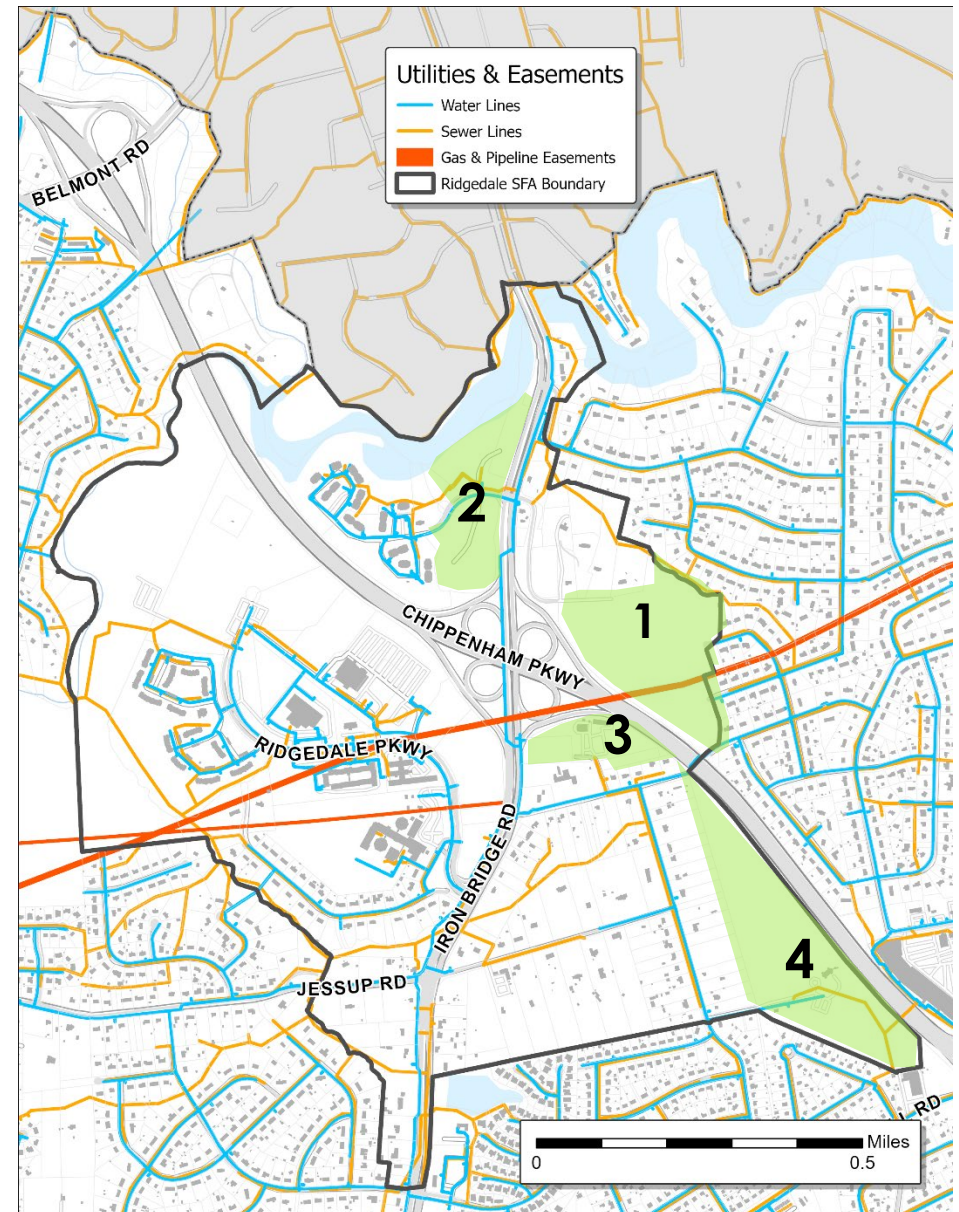 Utilities & Easements
Water Lines
Sewer Lines
Gas & Pipeline Easements
Ridgedale SFA Boundary
BELMONT RD
2
1
CHIPPENHAM PKWY
3
RIDGEDALE PKWY
IRON BRIDGE RD
4
JESSUP RD
RD
Miles
0
0.5